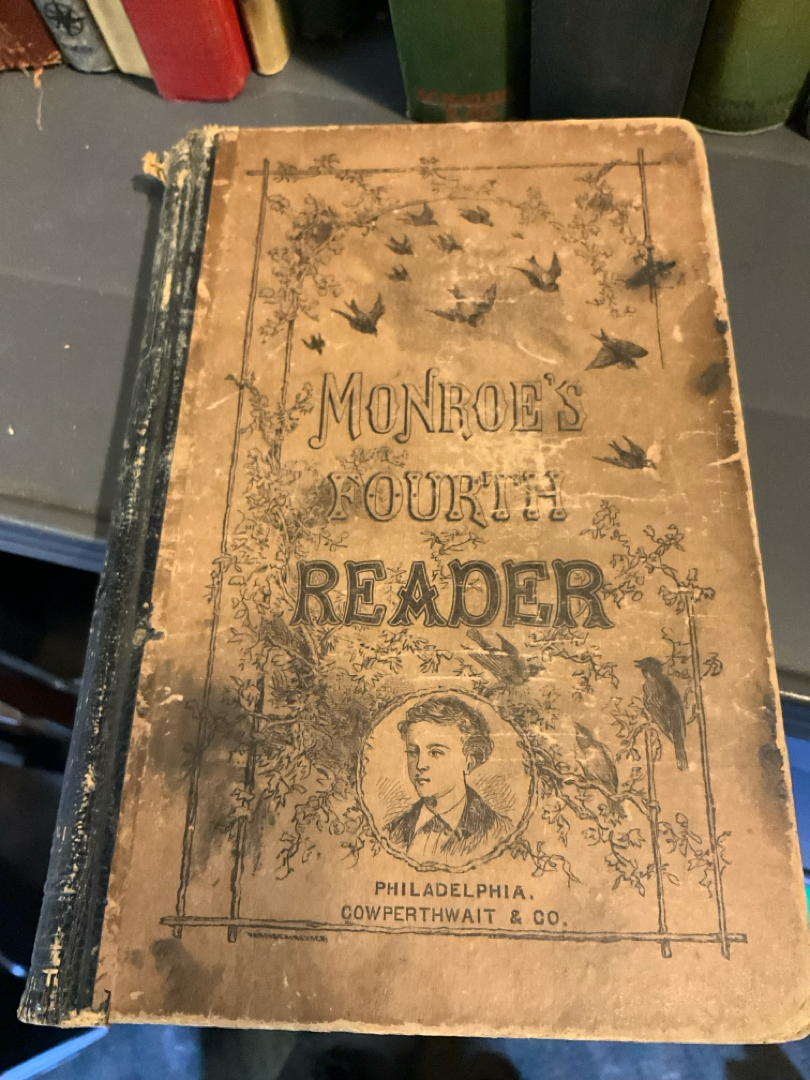 MONROE'S
FOURTH
READER
PHILADELPHIA.
COWPERTHWAIT & CO.